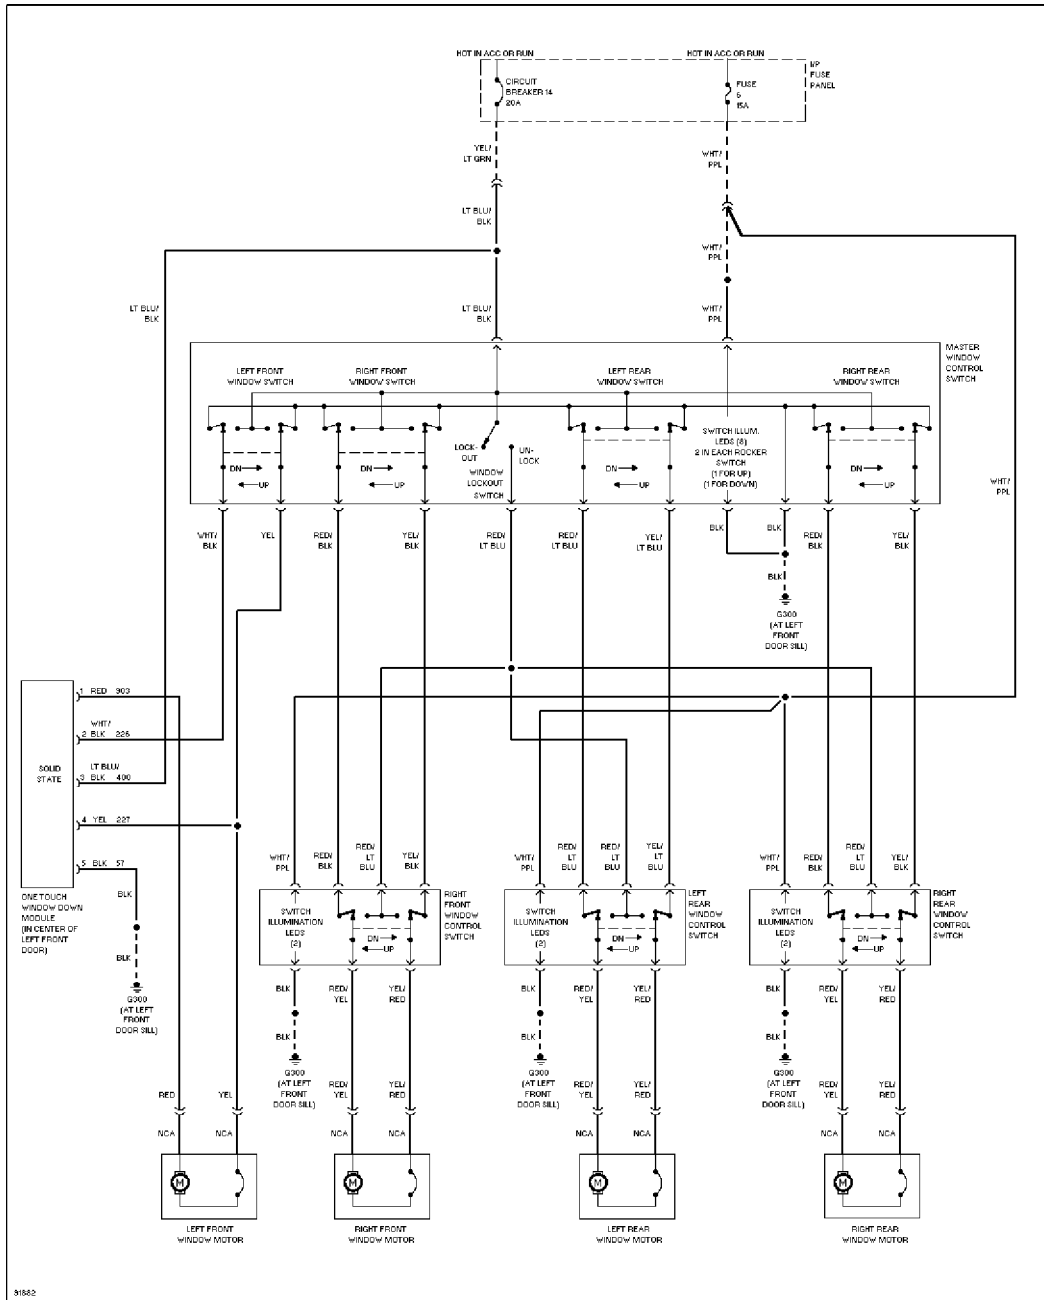 HOT IN ACC OR RUN
HOT IN ACC OR RUN
CIRCUIT
BREAKER 14
20A
FUSE
6
15A
I/P
FUSE
PANEL
YEL/
LT GRN
WHT/
PPL
LT BLU/
BLK
WHT/
PPL
LT BLU/
BLK
LT BLU/
BLK
WHT/
PPL
MASTER
WINDOW
CONTROL
SWITCH
LEFT FRONT
WINDOW SWITCH
RIGHT FRONT
WINDOW SWITCH
LEFT REAR
WINDOW SWITCH
RIGHT REAR
WINDOW SWITCH
LOCK-
OUT
UN-
LOCK
WINDOW
LOCKOUT
SWITCH
SWITCH ILLUM.
LEDS (8)
2 IN EACH ROCKER
SWITCH
(1 FOR UP)
(1 FOR DOWN)
DN
UP
DN
UP
DN
UP
DN
UP
WHT/
PPL
WHT/
BLK
YEL
RED/
BLK
YEL/
BLK
RED/
LT BLU
RED/
LT BLU
YEL/
LT BLU
BLK
BLK
RED/
BLK
YEL/
BLK
BLK
G300
(AT LEFT
FRONT
DOOR SILL)
SOLID
STATE
1 RED 903
WHT/
2 BLK 226
LT BLU/
3 BLK 400
4 YEL 227
5 BLK 57
ONE TOUCH
WINDOW DOWN
MODULE
(IN CENTER OF
LEFT FRONT
DOOR)
BLK
BLK
G300
(AT LEFT
FRONT
DOOR SILL)
WHT/
PPL
RED/
BLK
RED/
LT
BLU
YEL/
BLK
WHT/
PPL
RED/
LT
BLU
RED/
LT
BLU
YEL/
LT
BLU
WHT/
PPL
RED/
BLK
RED/
LT
BLU
YEL/
BLK
SWITCH
ILLUMINATION
LEDS
(2)
DN
UP
RIGHT
FRONT
WINDOW
CONTROL
SWITCH
SWITCH
ILLUMINATION
LEDS
(2)
DN
UP
LEFT
REAR
WINDOW
CONTROL
SWITCH
SWITCH
ILLUMINATION
LEDS
(2)
DN
UP
RIGHT
REAR
WINDOW
CONTROL
SWITCH
BLK
RED/
YEL
YEL/
RED
BLK
RED/
YEL
YEL/
RED
BLK
RED/
YEL
YEL/
RED
BLK
BLK
BLK
G300
(AT LEFT
FRONT
DOOR SILL)
G300
(AT LEFT
FRONT
DOOR SILL)
G300
(AT LEFT
FRONT
DOOR SILL)
RED
YEL
RED/
YEL
YEL/
RED
RED/
YEL
YEL/
RED
RED/
YEL
YEL/
RED
NCA
NCA
NCA
NCA
NCA
NCA
NCA
NCA
M
M
M
M
LEFT FRONT
WINDOW MOTOR
RIGHT FRONT
WINDOW MOTOR
LEFT REAR
WINDOW MOTOR
RIGHT REAR
WINDOW MOTOR
91882